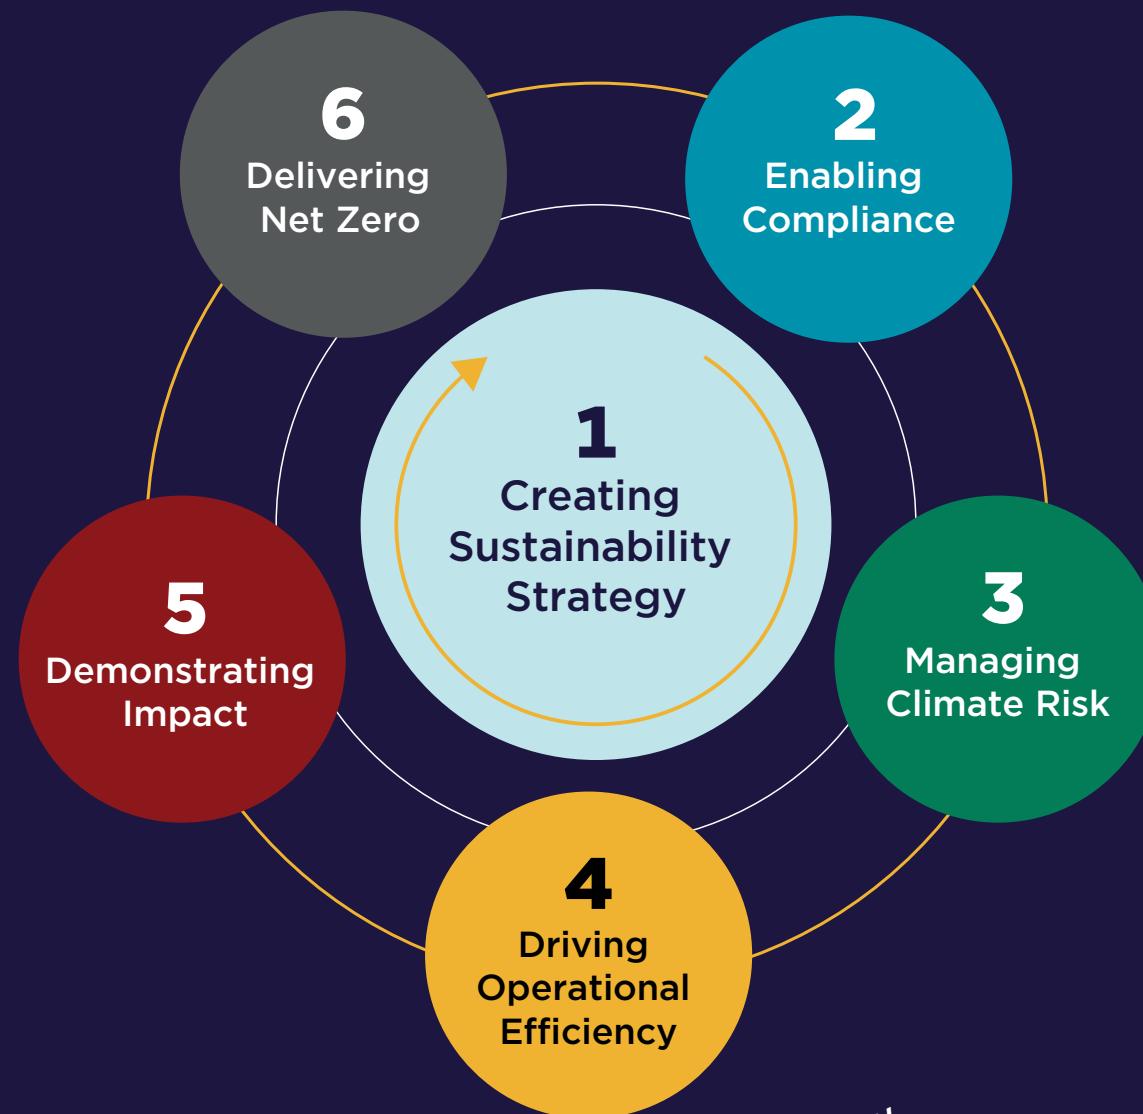 1
Creating
Sustainability
Strategy
2
Enabling
Compliance
3
Managing
Climate Risk
4
Driving
Operational
Efficiency
5
Demonstrating
Impact
6
Delivering
Net Zero